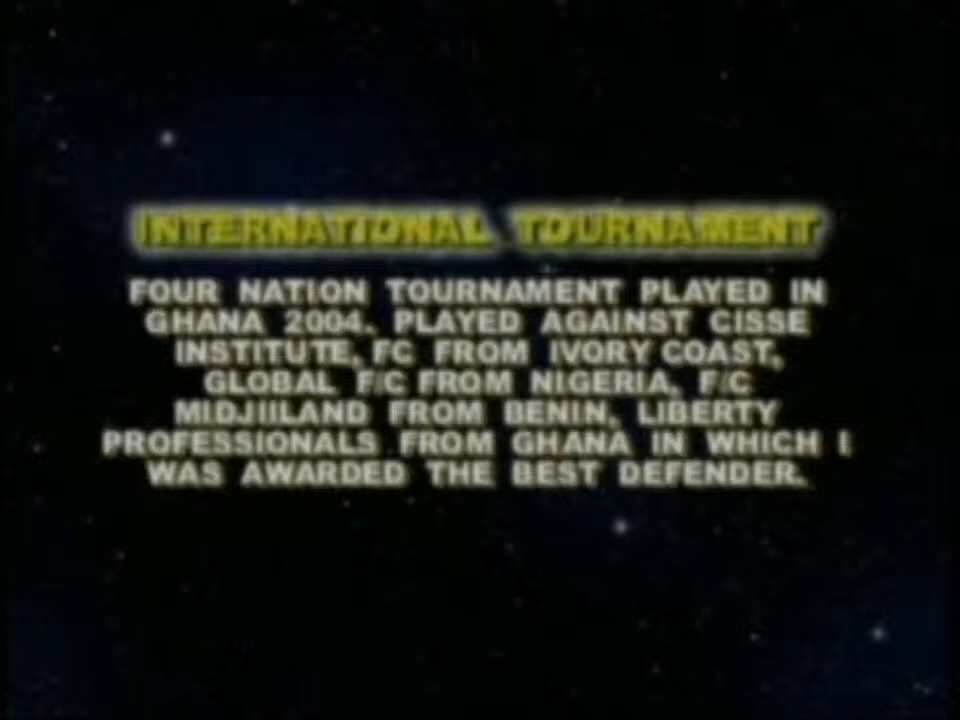 INTERNATIONAL TOURNAMENT
FOUR NATION TOURNAMENT PLAYED IN
GHANA 2004. PLAYED AGAINST CISSE
INSTITUTE, FC FROM IVORY COAST,
GLOBAL F/C FROM NIGERIA, F/C
MIDJIILAND FROM BENIN, LIBERTY
PROFESSIONALS FROM GHANA IN WHICH I
WAS AWARDED THE BEST DEFENDER.